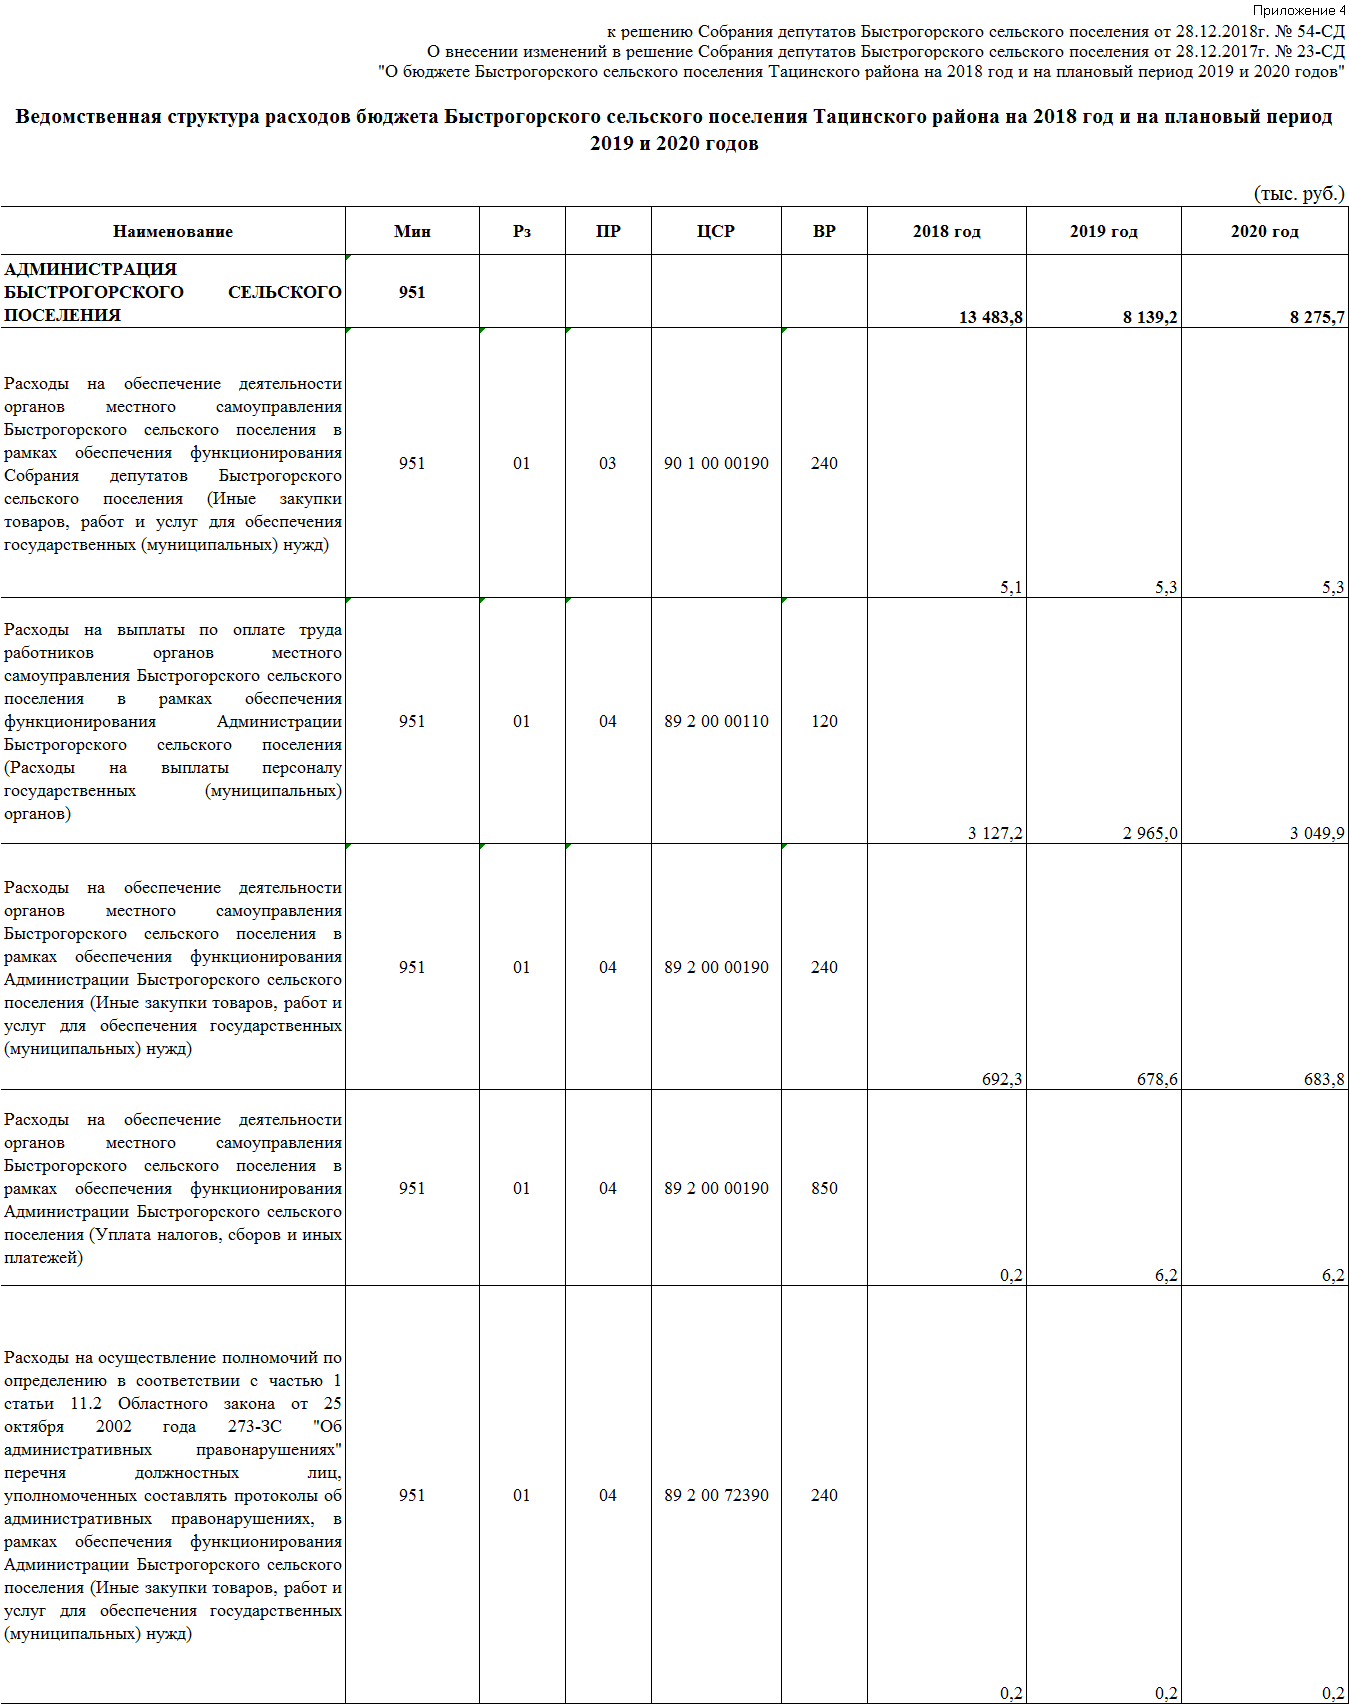 Приложение 4
к решению Собрания депутатов Быстрогорского сельского поселения от 28.12.2018г. № 54-СД
О внесении изменений в решение Собрания депутатов Быстрогорского сельского поселения от 28.12.2017г. № 23-СД
"О бюджете Быстрогорского сельского поселения Тацинского района на 2018 год и на плановый период 2019 и 2020 годов"
Ведомственная структура расходов бюджета Быстрогорского сельского поселения Тацинского района на 2018 год и на плановый период
2019 и 2020 годов
(тыс. руб.)
Наименование Мин Рз ПР ЦСР ВР 2018 год 2019 год 2020 год
АДМИНИСТРАЦИЯ
БЫСТРОГОРСКОГО СЕЛЬСКОГО
ПОСЕЛЕНИЯ
951
13 483,8 8 139,2 8 275,7
Расходы на обеспечение деятельности
органов местного самоуправления
Быстрогорского сельского поселения в
рамках обеспечения функционирования
Собрания депутатов Быстрогорского
сельского поселения (Иные закупки
товаров, работ и услуг для обеспечения
государственных (муниципальных) нужд)
951 01 03 90 1 00 00190 240
5,1 5,3 5,3
Расходы на выплаты по оплате труда
работников органов местного
самоуправления Быстрогорского сельского
поселения в рамках обеспечения
функционирования Администрации
Быстрогорского сельского поселения
(Расходы на выплаты персоналу
государственных (муниципальных)
органов)
951 01 04 89 2 00 00110 120
3 127,2 2 965,0 3 049,9
Расходы на обеспечение деятельности
органов местного самоуправления
Быстрогорского сельского поселения в
рамках обеспечения функционирования
Администрации Быстрогорского сельского
поселения (Иные закупки товаров, работ и
услуг для обеспечения государственных
(муниципальных) нужд)
951 01 04 89 2 00 00190 240
692,3 678,6 683,8
Расходы на обеспечение деятельности
органов местного самоуправления
Быстрогорского сельского поселения в
рамках обеспечения функционирования
Администрации Быстрогорского сельского
поселения (Уплата налогов, сборов и иных
платежей)
951 01 04 89 2 00 00190 850
0,2 6,2 6,2
Расходы на осуществление полномочий по
определению в соответствии с частью 1
статьи 11.2 Областного закона от 25
октября 2002 года 273-ЗС "Об
административных правонарушениях"
перечня должностных лиц,
уполномоченных составлять протоколы об
административных правонарушениях, в
рамках обеспечения функционирования
Администрации Быстрогорского сельского
поселения (Иные закупки товаров, работ и
услуг для обеспечения государственных
(муниципальных) нужд)
951 01 04 89 2 00 72390 240
0,2 0,2 0,2